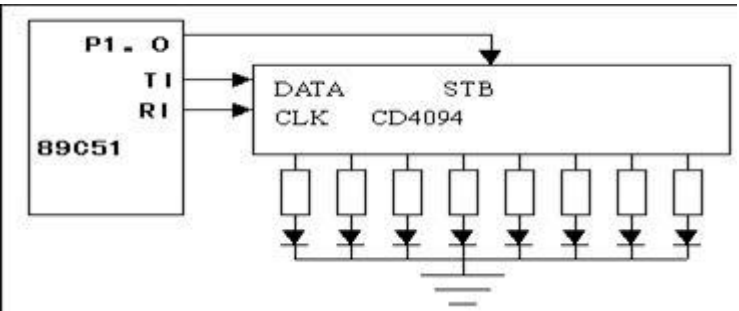 P1. 0
TI
RI
89C51
DATA STB
CLK CD4094